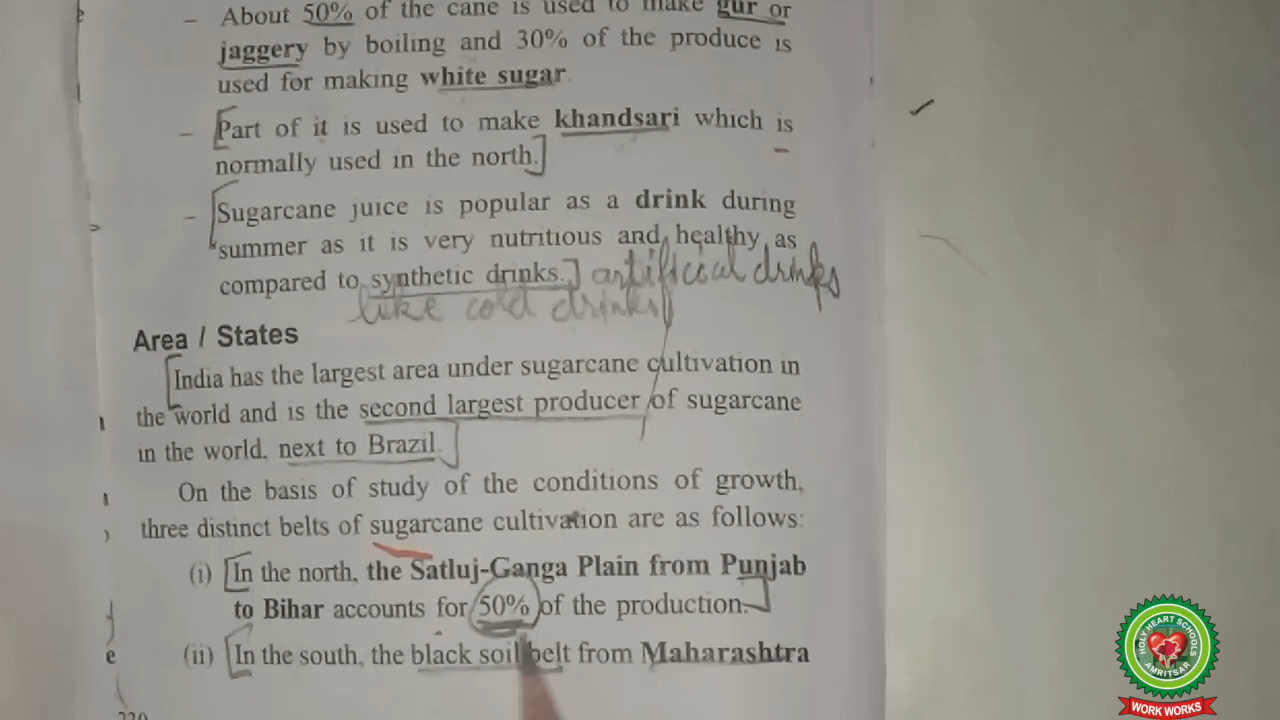 – About 50% of the cane is used to make gur or
jaggery by boiling and 30% of the produce is
used for making white sugar
– Part of it is used to make khandsari which is
normally used in the north.
– Sugarcane juice is popular as a drink during
summer as it is very nutritious and healthy as
compared to synthetic drinks. artificial drinks
like cold drinks
Area / States
India has the largest area under sugarcane cultivation in
the world and is the second largest producer of sugarcane
in the world, next to Brazil.
On the basis of study of the conditions of growth,
three distinct belts of sugarcane cultivation are as follows:
(i) In the north, the Satluj-Ganga Plain from Punjab
to Bihar accounts for 50% of the production.
e (ii) In the south, the black soil belt from Maharashtra
HOLY HEART SCHOOLS
AMRITSAR
WORK WORKS